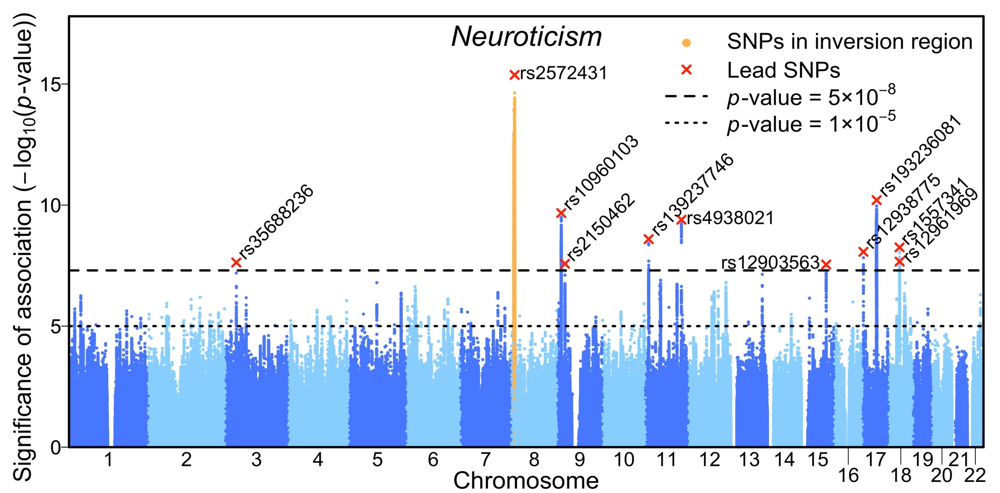 Neuroticism
SNPs in inversion region
Lead SNPs
p-value = 5×10⁻⁸
p-value = 1×10⁻⁵
Significance of association (−log₁₀(p-value))
15
10
5
0
rs2572431
rs35688236
rs10960103
rs2150462
rs139237746
rs4938021
rs12903563
rs193236081
rs12938775
rs1557341
rs12961969
1 2 3 4 5 6 7 8 9 10 11 12 13 14 15 17 19 21
16 18 20 22
Chromosome